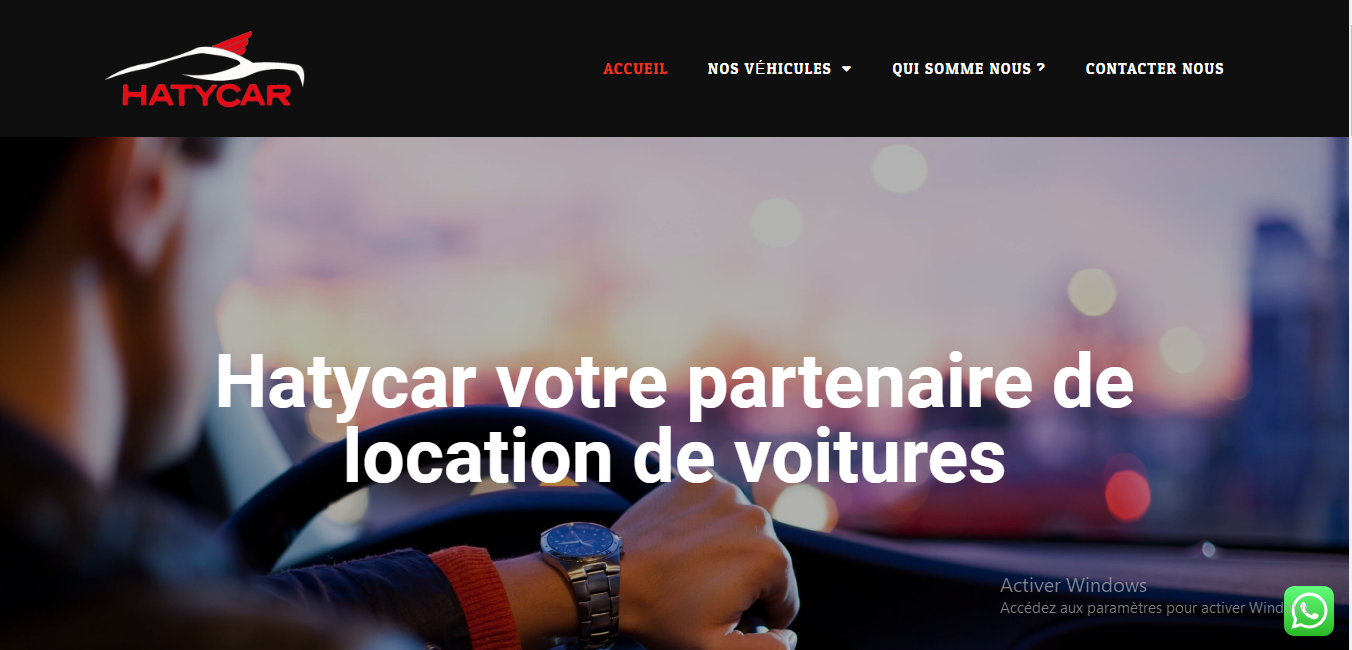 HATYCAR
ACCUEIL
NOS VÉHICULES
QUI SOMME NOUS ?
CONTACTER NOUS
Hatycar votre partenaire de
location de voitures
Activer Windows
Accédez aux paramètres pour activer Wind